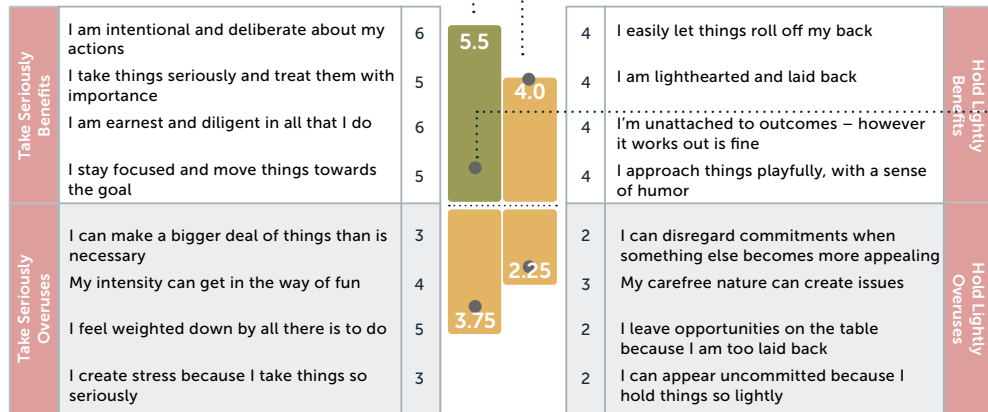 Take Seriously
Benefits
I am intentional and deliberate about my
actions
6
I take things seriously and treat them with
importance
5
I am earnest and diligent in all that I do
6
I stay focused and move things towards
the goal
5
5.5
4.0
4
I easily let things roll off my back
4
I am lighthearted and laid back
4
I'm unattached to outcomes – however
it works out is fine
4
I approach things playfully, with a sense
of humor
Hold Lightly
Benefits
Take Seriously
Overuses
I can make a bigger deal of things than is
necessary
3
My intensity can get in the way of fun
4
I feel weighted down by all there is to do
5
I create stress because I take things so
seriously
3
3.75
2.25
2
I can disregard commitments when
something else becomes more appealing
3
My carefree nature can create issues
2
I leave opportunities on the table
because I am too laid back
2
I can appear uncommitted because I
hold things so lightly
Hold Lightly
Overuses